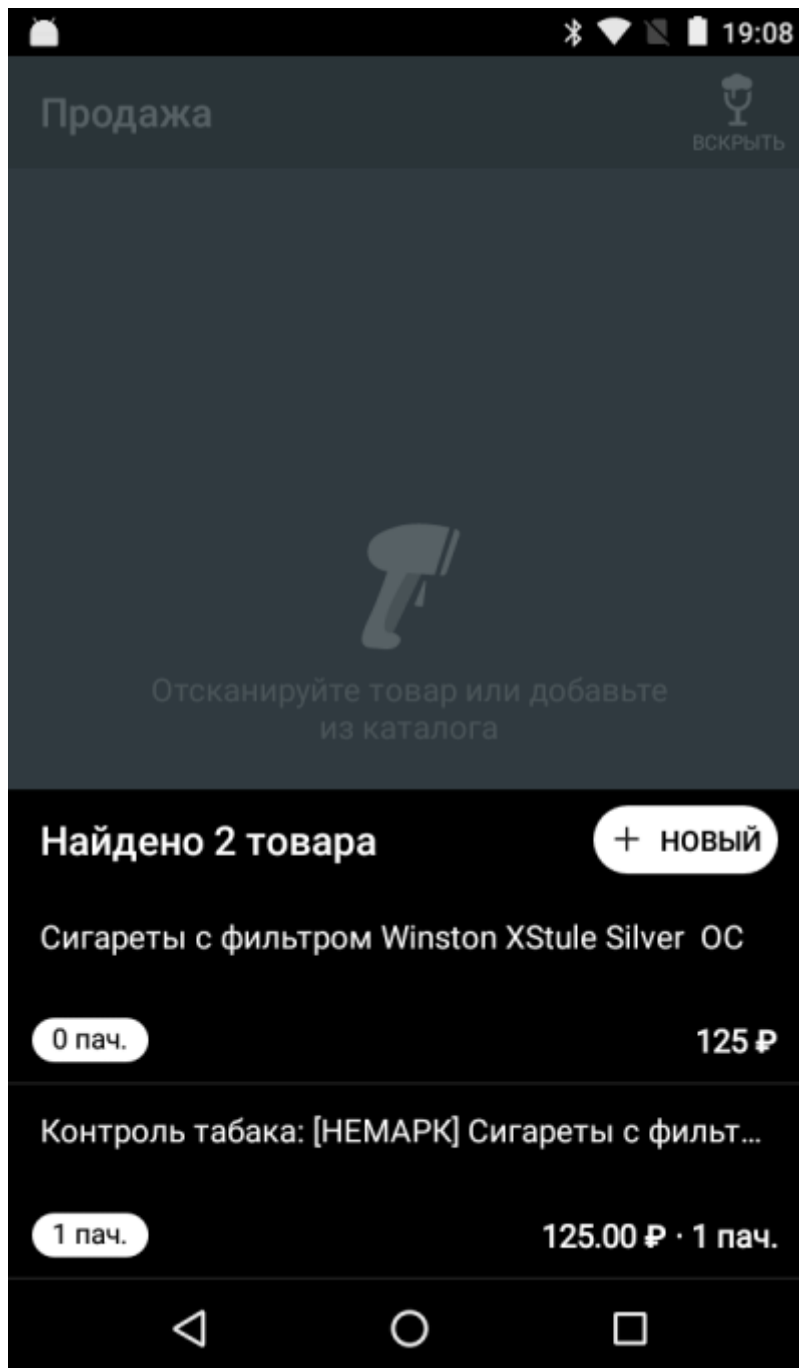 19:08
Продажа
ВСКРЫТЬ
Отсканируйте товар или добавьте
из каталога
Найдено 2 товара
+ НОВЫЙ
Сигареты с фильтром Winston XStule Silver OC
0 пач.
125 ₽
Контроль табака: [НЕМАРК] Сигареты с фильт...
1 пач.
125.00 ₽ · 1 пач.